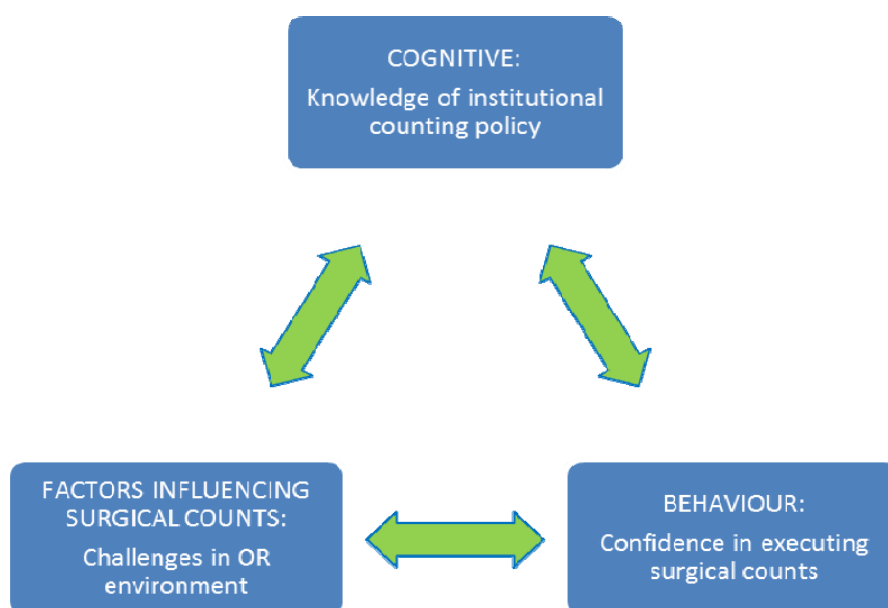 COGNITIVE:
Knowledge of institutional
counting policy
FACTORS INFLUENCING
SURGICAL COUNTS:
Challenges in OR
environment
BEHAVIOUR:
Confidence in executing
surgical counts